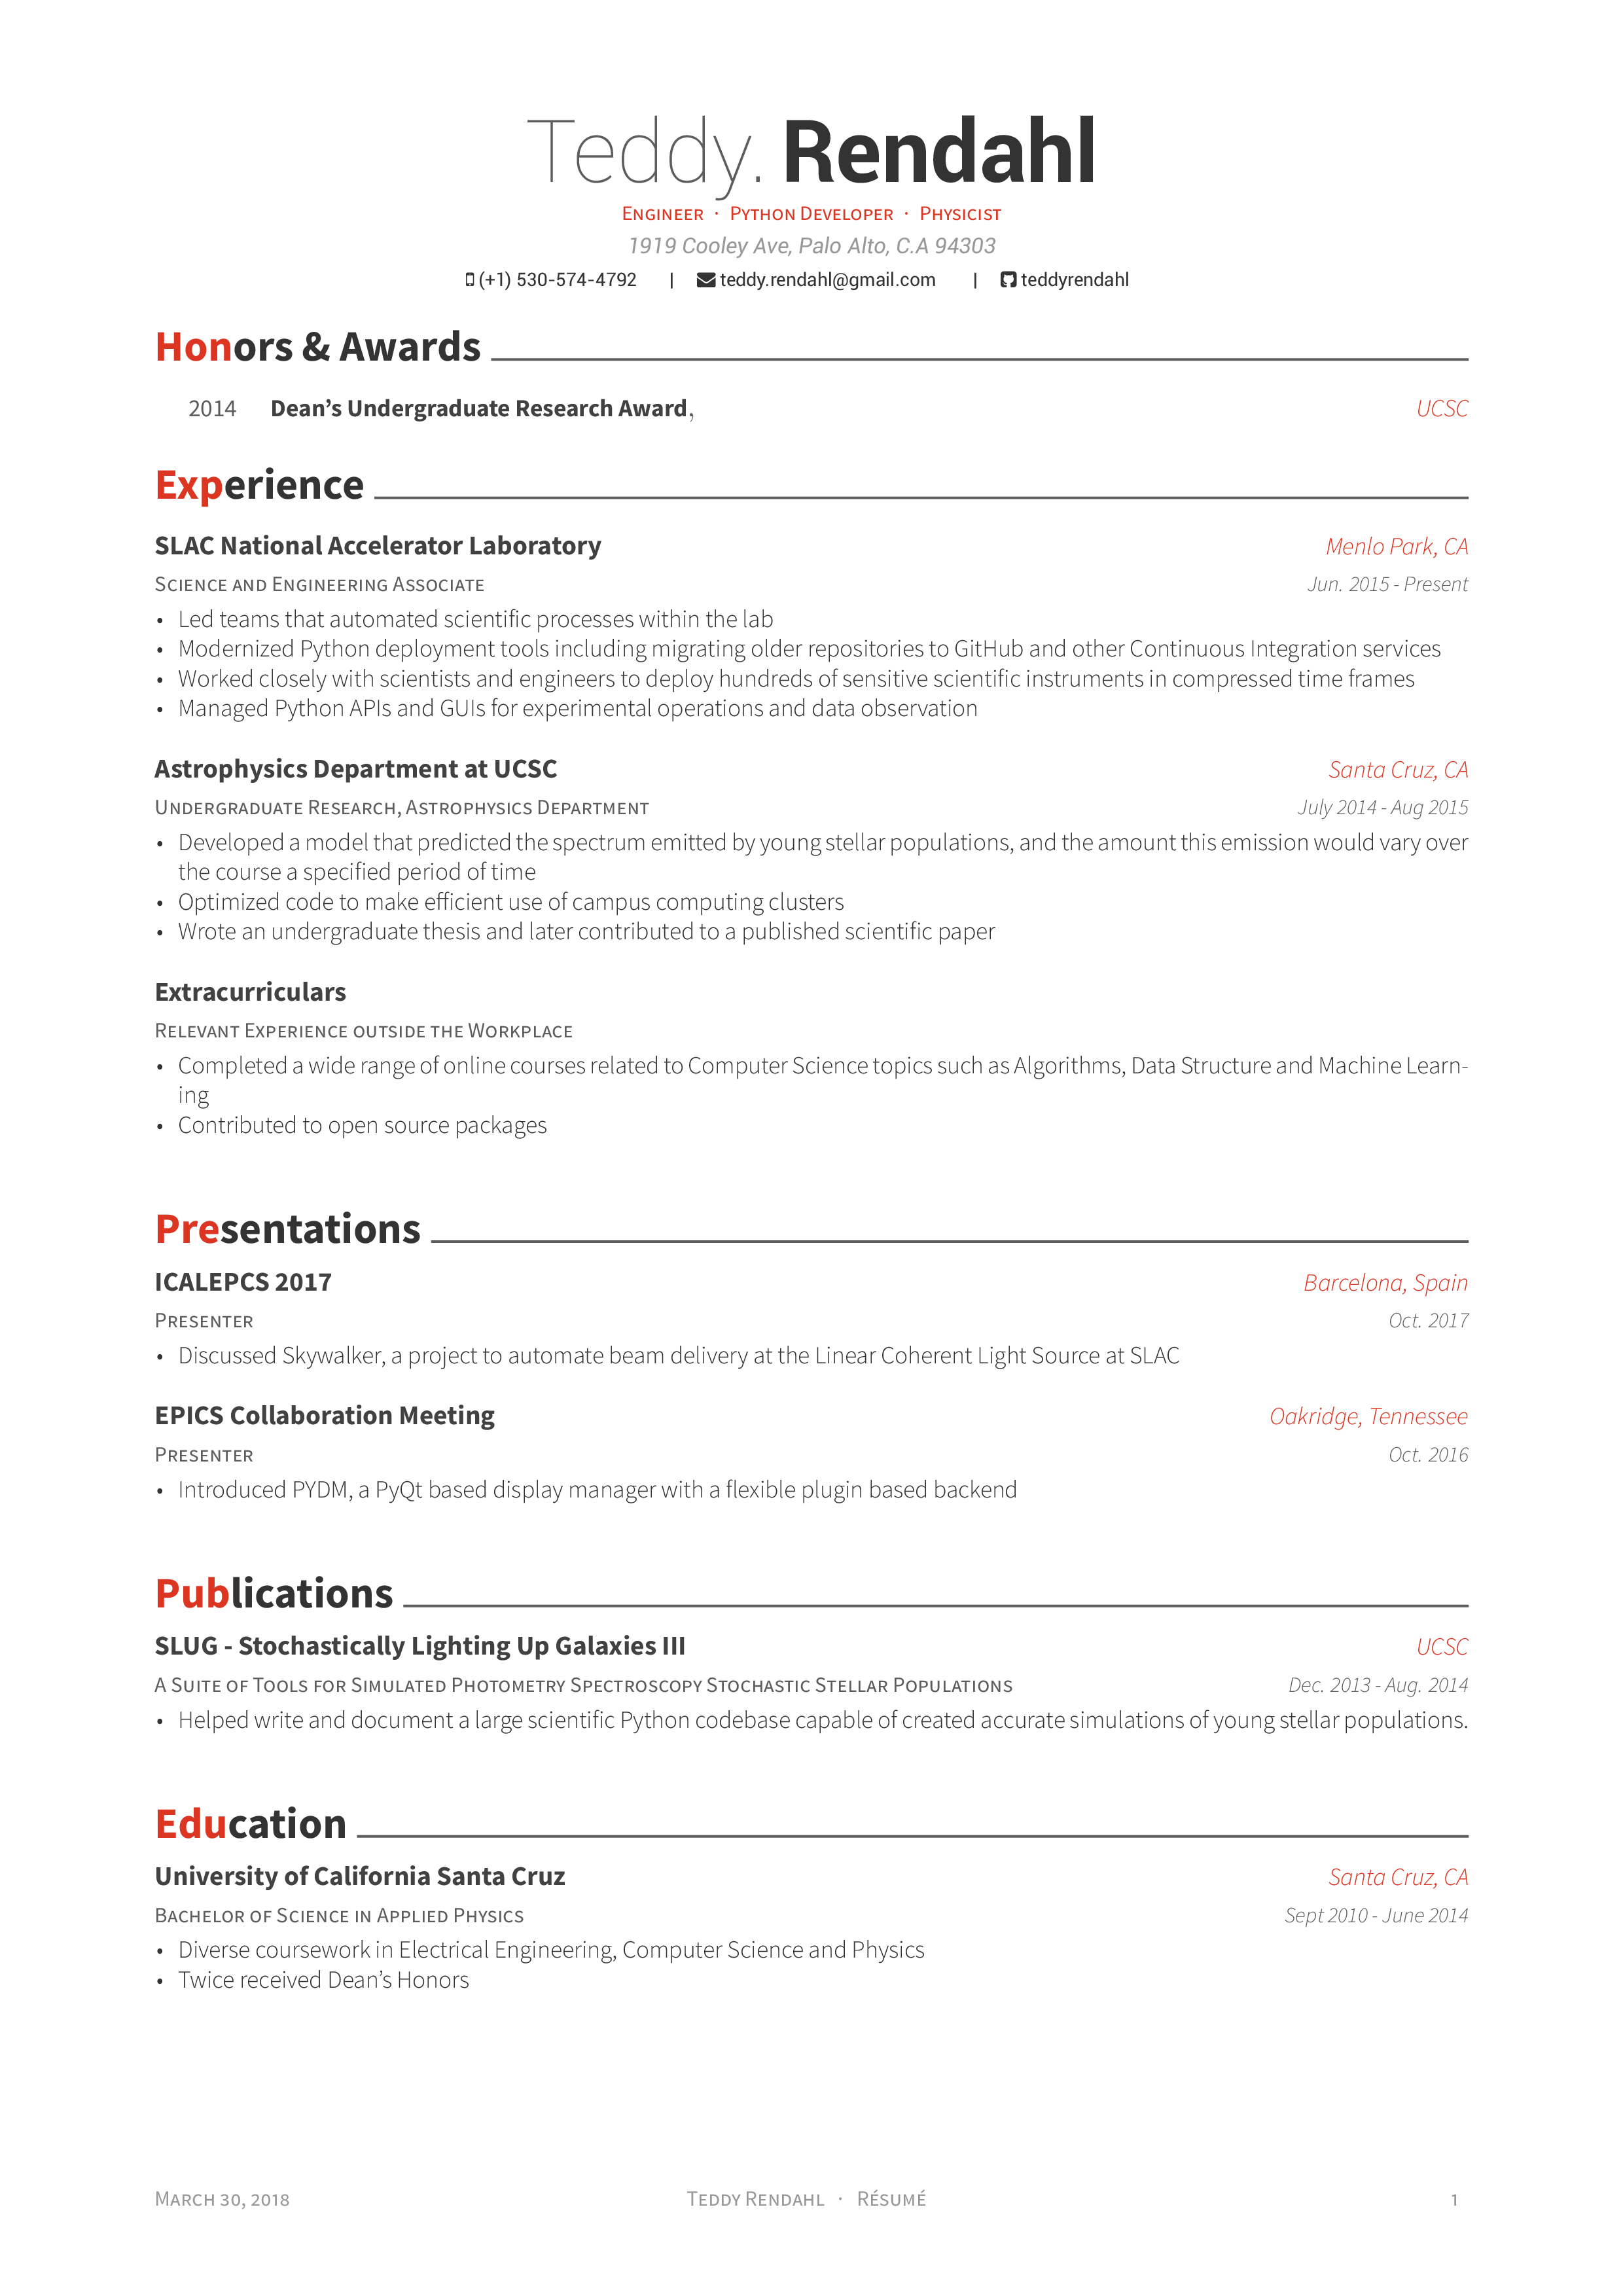 Teddy. Rendahl
Engineer · Python Developer · Physicist
1919 Cooley Ave, Palo Alto, C.A 94303
(+1) 530-574-4792 | teddy.rendahl@gmail.com | teddyrendahl
Honors & Awards
2014 Dean’s Undergraduate Research Award, UCSC
Experience
SLAC National Accelerator Laboratory Menlo Park, CA
Science and Engineering Associate Jun. 2015 - Present
• Led teams that automated scientific processes within the lab
• Modernized Python deployment tools including migrating older repositories to GitHub and other Continuous Integration services
• Worked closely with scientists and engineers to deploy hundreds of sensitive scientific instruments in compressed time frames
• Managed Python APIs and GUIs for experimental operations and data observation
Astrophysics Department at UCSC Santa Cruz, CA
Undergraduate Research, Astrophysics Department July 2014 - Aug 2015
• Developed a model that predicted the spectrum emitted by young stellar populations, and the amount this emission would vary over
the course a specified period of time
• Optimized code to make efficient use of campus computing clusters
• Wrote an undergraduate thesis and later contributed to a published scientific paper
Extracurriculars
Relevant Experience outside the Workplace
• Completed a wide range of online courses related to Computer Science topics such as Algorithms, Data Structure and Machine Learn-
ing
• Contributed to open source packages
Presentations
ICALEPCS 2017 Barcelona, Spain
Presenter Oct. 2017
• Discussed Skywalker, a project to automate beam delivery at the Linear Coherent Light Source at SLAC
EPICS Collaboration Meeting Oakridge, Tennessee
Presenter Oct. 2016
• Introduced PYDM, a PyQt based display manager with a flexible plugin based backend
Publications
SLUG - Stochastically Lighting Up Galaxies III UCSC
A Suite of Tools for Simulated Photometry Spectroscopy Stochastic Stellar Populations Dec. 2013 - Aug. 2014
• Helped write and document a large scientific Python codebase capable of created accurate simulations of young stellar populations.
Education
University of California Santa Cruz Santa Cruz, CA
Bachelor of Science in Applied Physics Sept 2010 - June 2014
• Diverse coursework in Electrical Engineering, Computer Science and Physics
• Twice received Dean’s Honors
March 30, 2018 Teddy Rendahl · Résumé 1